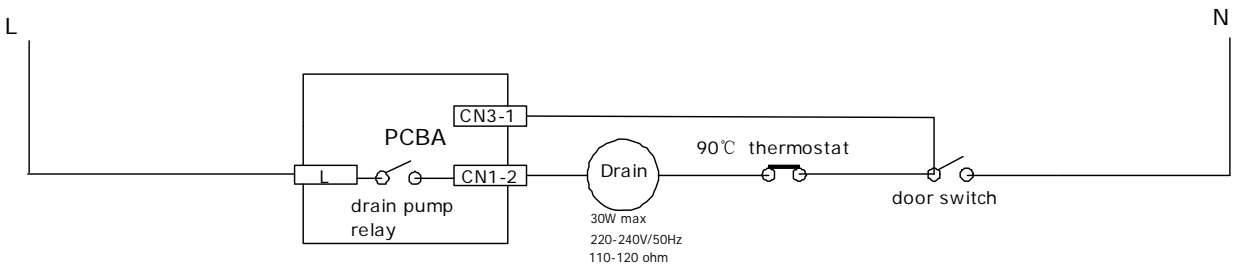 L
N
CN3-1
PCBA
90℃ thermostat
L
CN1-2
Drain
drain pump
relay
door switch
30W max
220-240V/50Hz
110-120 ohm